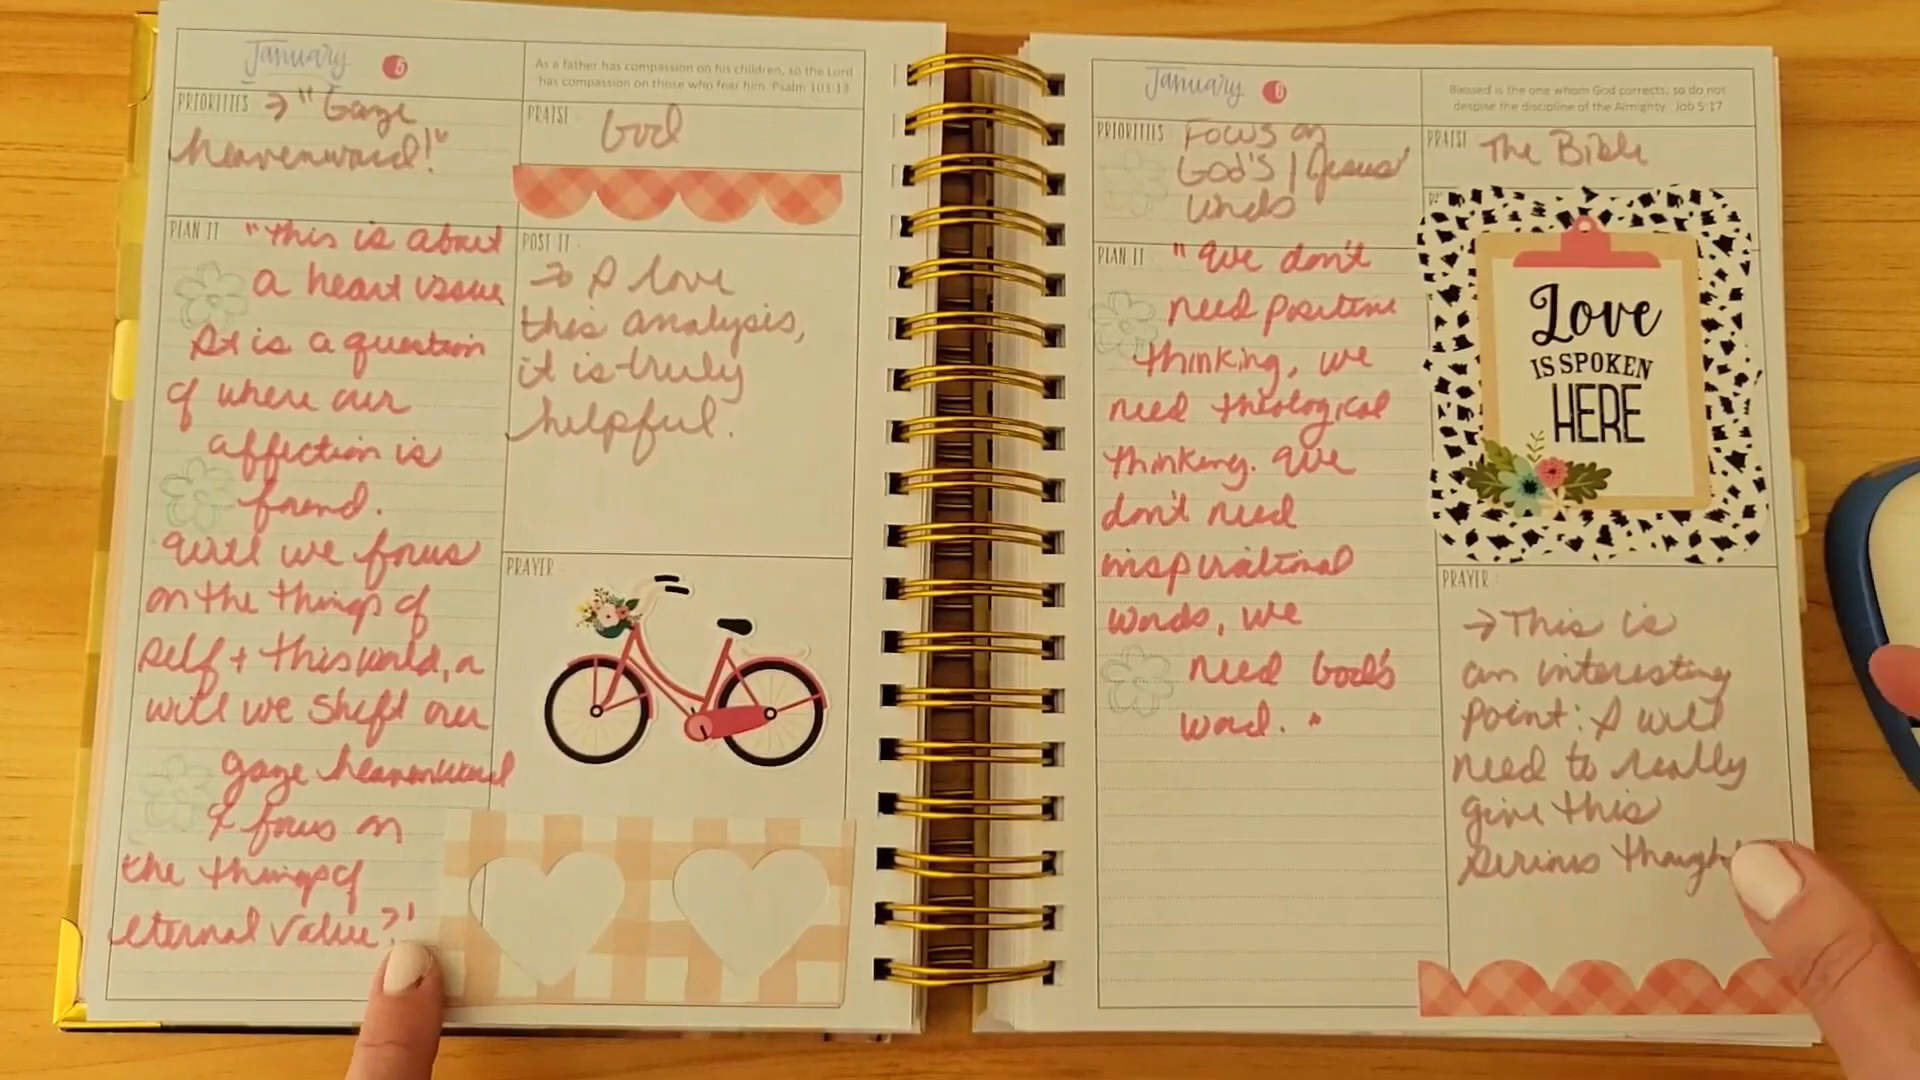 January 5
As a father has compassion on his children, so the Lord
has compassion on those who fear him. Psalm 103:13
PRIORITIES → "Gaze
heavenward!"
PRAISE God
PLAN IT "This is about
a heart issue
It is a question
of where our
affection is
found.
Will we focus
on the things of
self + this world, or
will we shift our
gaze heavenward
& focus on
the things of
eternal value?"
POST IT
→ I love
this analysis,
it is truly
helpful.
PRAYER
January 6
Blessed is the one whom God corrects; so do not
despise the discipline of the Almighty. Job 5:17
PRIORITIES Focus on
God's / Jesus'
words
PRAISE The Bible
PLAN IT "We don't
need positive
thinking, we
need theological
thinking. We
don't need
inspirational
words, we
need God's
word."
Love
IS SPOKEN
HERE
PRAYER
→ This is
an interesting
point: I will
need to really
give this
serious thought